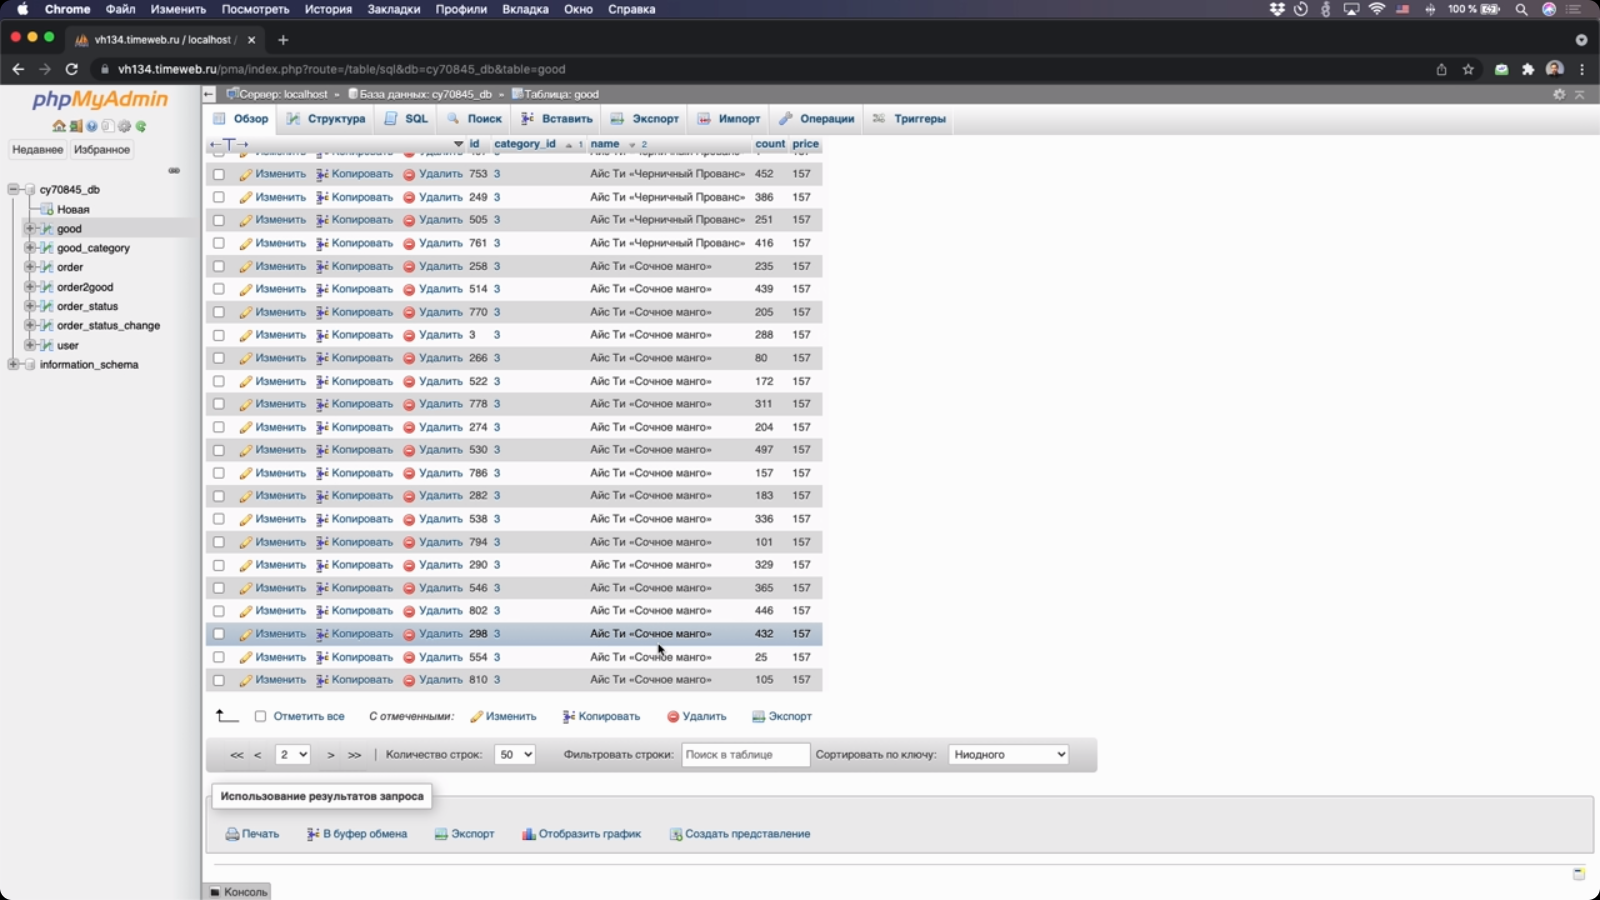 Chrome Файл Изменить Посмотреть История Закладки Профили Вкладка Окно Справка 100 %
vh134.timeweb.ru / localhost /
vh134.timeweb.ru/pma/index.php?route=/table/sql&db=cy70845_db&table=good
phpMyAdmin
Недавнее Избранное
cy70845_db
Новая
good
good_category
order
order2good
order_status
order_status_change
user
information_schema
Сервер: localhost » База данных: cy70845_db » Таблица: good
Обзор Структура SQL Поиск Вставить Экспорт Импорт Операции Триггеры
id category_id 1 name 2 count price
Изменить Копировать Удалить 753 3 Айс Ти «Черничный Прованс» 452 157
Изменить Копировать Удалить 249 3 Айс Ти «Черничный Прованс» 386 157
Изменить Копировать Удалить 505 3 Айс Ти «Черничный Прованс» 251 157
Изменить Копировать Удалить 761 3 Айс Ти «Черничный Прованс» 416 157
Изменить Копировать Удалить 258 3 Айс Ти «Сочное манго» 235 157
Изменить Копировать Удалить 514 3 Айс Ти «Сочное манго» 439 157
Изменить Копировать Удалить 770 3 Айс Ти «Сочное манго» 205 157
Изменить Копировать Удалить 3 3 Айс Ти «Сочное манго» 288 157
Изменить Копировать Удалить 266 3 Айс Ти «Сочное манго» 80 157
Изменить Копировать Удалить 522 3 Айс Ти «Сочное манго» 172 157
Изменить Копировать Удалить 778 3 Айс Ти «Сочное манго» 311 157
Изменить Копировать Удалить 274 3 Айс Ти «Сочное манго» 204 157
Изменить Копировать Удалить 530 3 Айс Ти «Сочное манго» 497 157
Изменить Копировать Удалить 786 3 Айс Ти «Сочное манго» 157 157
Изменить Копировать Удалить 282 3 Айс Ти «Сочное манго» 183 157
Изменить Копировать Удалить 538 3 Айс Ти «Сочное манго» 336 157
Изменить Копировать Удалить 794 3 Айс Ти «Сочное манго» 101 157
Изменить Копировать Удалить 290 3 Айс Ти «Сочное манго» 329 157
Изменить Копировать Удалить 546 3 Айс Ти «Сочное манго» 365 157
Изменить Копировать Удалить 802 3 Айс Ти «Сочное манго» 446 157
Изменить Копировать Удалить 298 3 Айс Ти «Сочное манго» 432 157
Изменить Копировать Удалить 554 3 Айс Ти «Сочное манго» 25 157
Изменить Копировать Удалить 810 3 Айс Ти «Сочное манго» 105 157
Отметить все С отмеченными: Изменить Копировать Удалить Экспорт
<< < 2 > >> | Количество строк: 50 Фильтровать строки: Поиск в таблице Сортировать по ключу: Ниодного
Использование результатов запроса
Печать В буфер обмена Экспорт Отобразить график Создать представление
Консоль